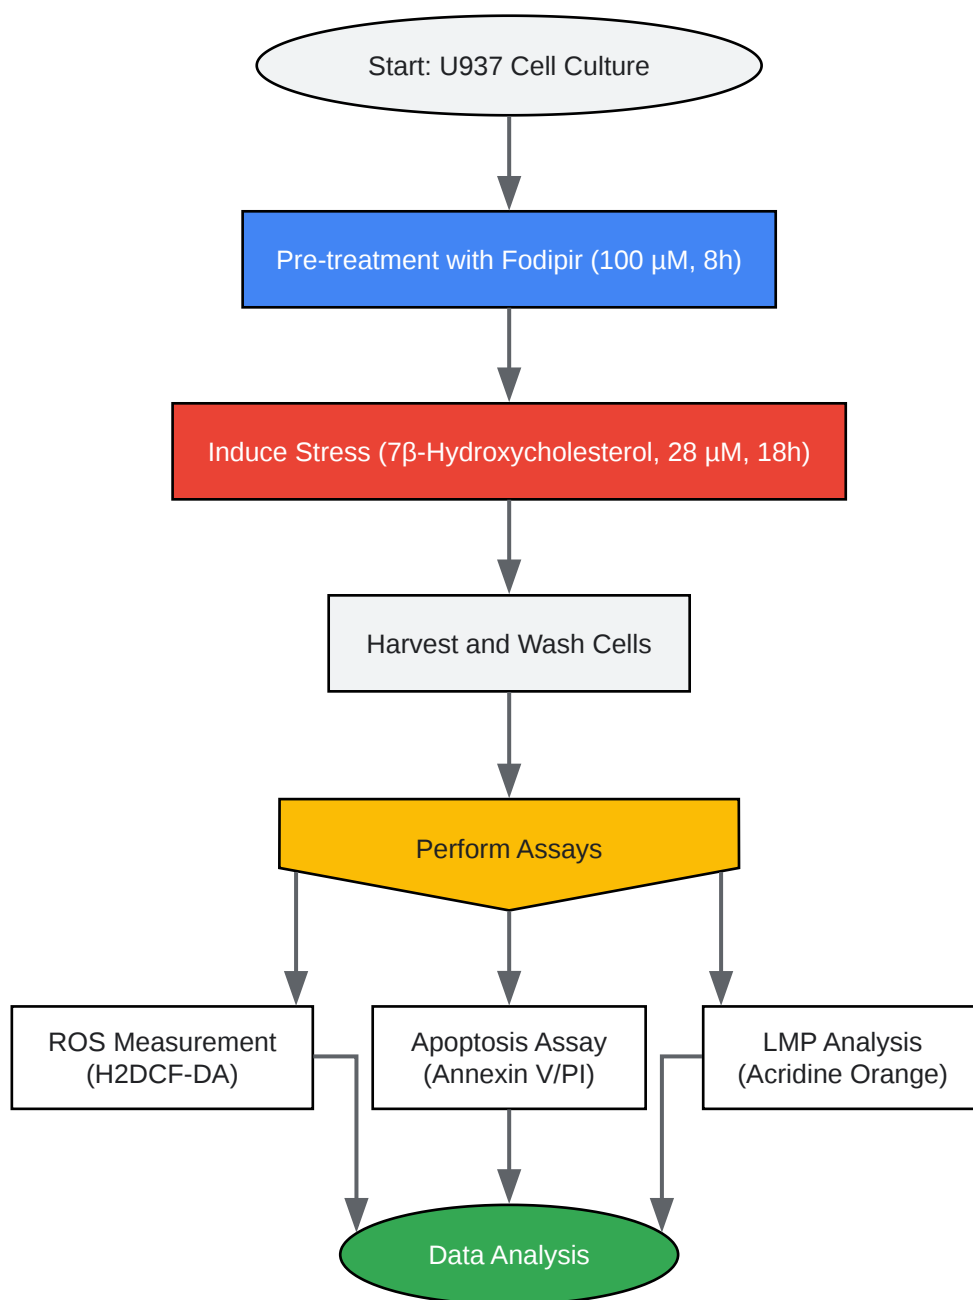 Start: U937 Cell Culture
Pre-treatment with Fodipir (100 µM, 8h)
Induce Stress (7β-Hydroxycholesterol, 28 µM, 18h)
Harvest and Wash Cells
Perform Assays
ROS Measurement
(H2DCF-DA)
Apoptosis Assay
(Annexin V/PI)
LMP Analysis
(Acridine Orange)
Data Analysis